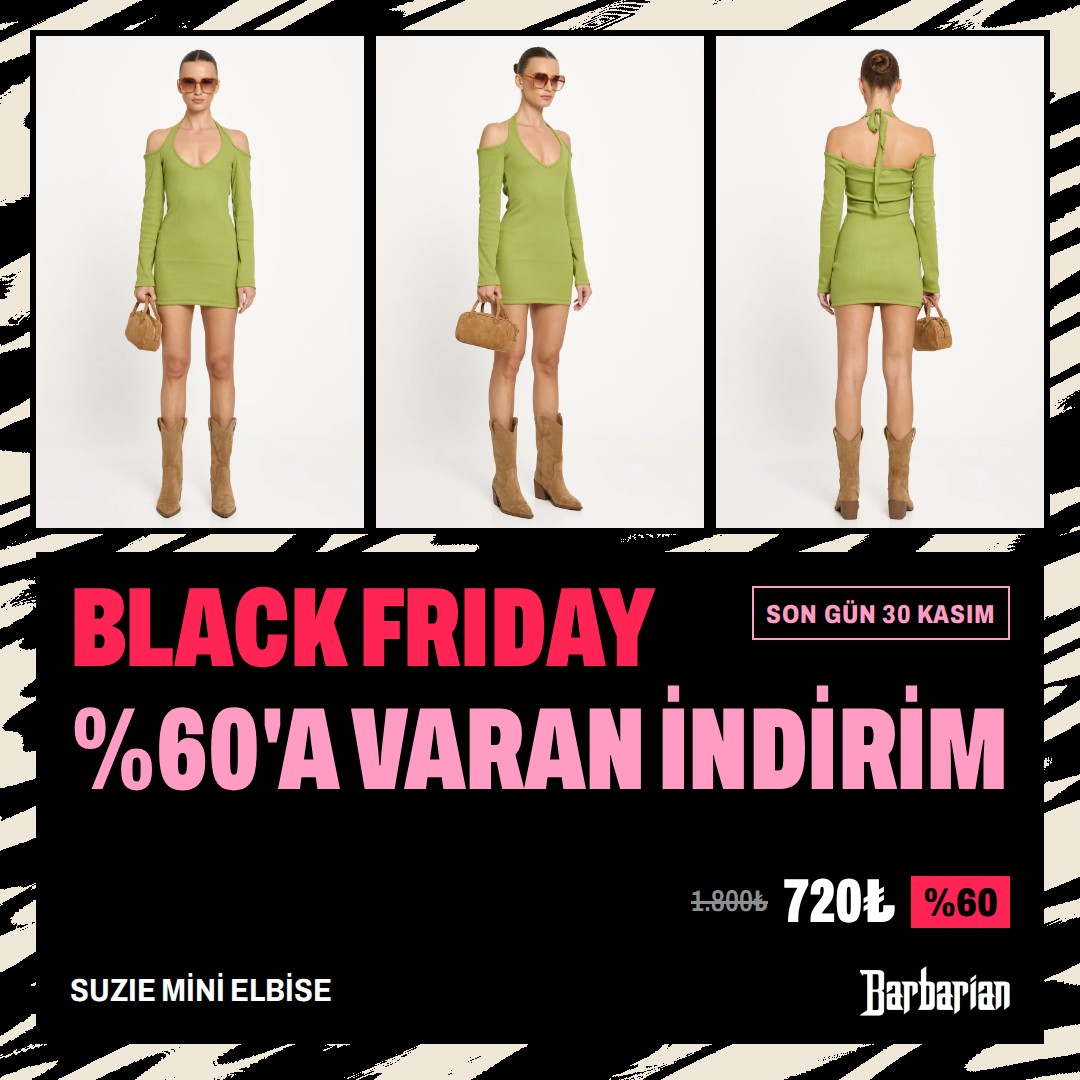 BLACK FRIDAY
SON GÜN 30 KASIM
%60'A VARAN İNDİRİM
1.800₺ 720₺ %60
SUZIE MİNİ ELBİSE
Barbarian